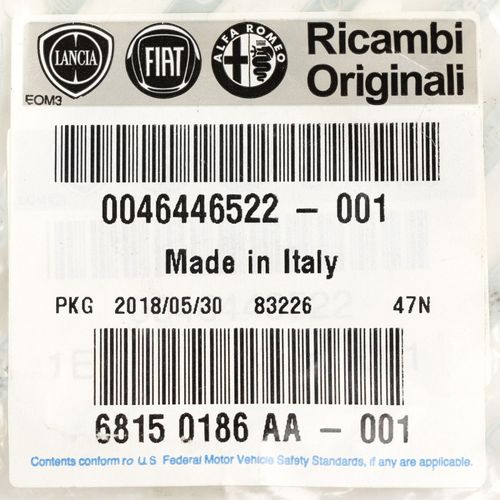 LANCIA FIAT ALFA ROMEO Ricambi
Originali
EOM3
0046446522 - 001
Made in Italy
PKG 2018/05/30 83226 47N
6815 0186 AA - 001
Contents conform ro U S Federal Motor Vehicle Safety Standards, if any are applicable.